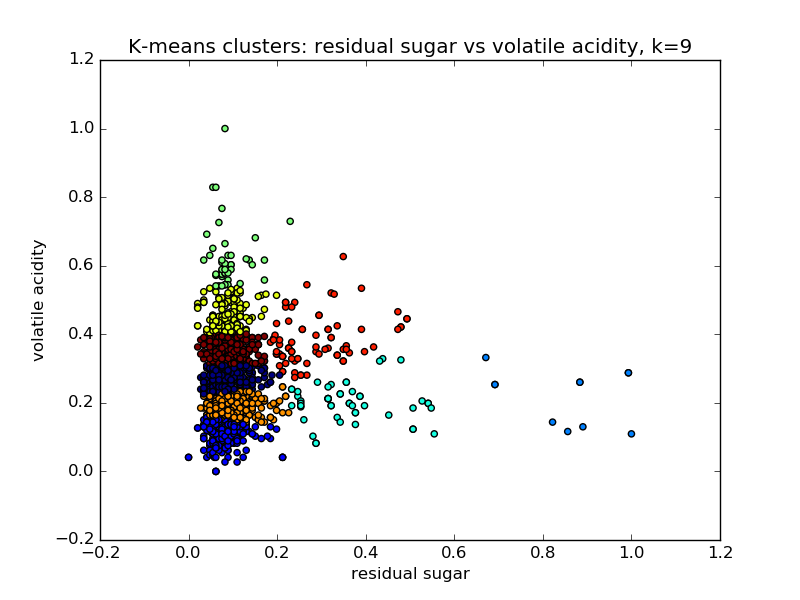 K-means clusters: residual sugar vs volatile acidity, k=9
1.2
1.0
0.8
0.6
0.4
0.2
0.0
−0.2
volatile acidity
−0.2 0.0 0.2 0.4 0.6 0.8 1.0 1.2
residual sugar